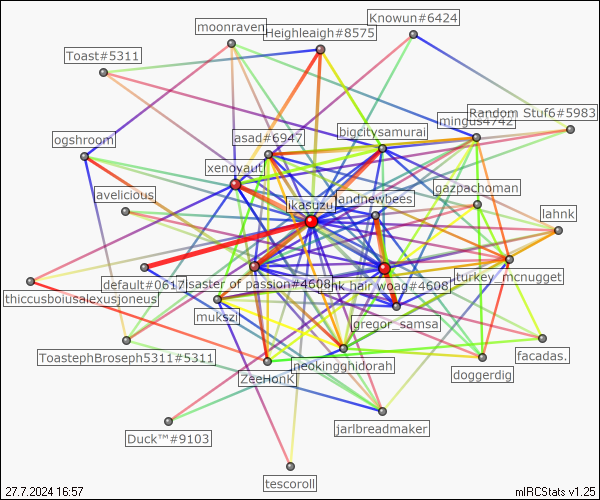 moonraven
Knowun#6424
Heighleaigh#8575
Toast#5311
Random Stuf6#5983
mingus4742
asad#6947
bigcitysamurai
ogshroom
xenoyaut
gazpachoman
avelicious
ikasuzu
andnewbees
lahnk
default#0617
saster of passion#4608
nk hair woag#4608
turkey_mcnugget
thiccusboiusalexusjoneus
mukszi
gregor_samsa
ToastephBroseph5311#5311
neokingghidorah
facadas.
ZeeHonK
doggerdig
jarlbreadmaker
Duck™#9103
tescoroll
27.7.2024 16:57
mIRCStats v1.25